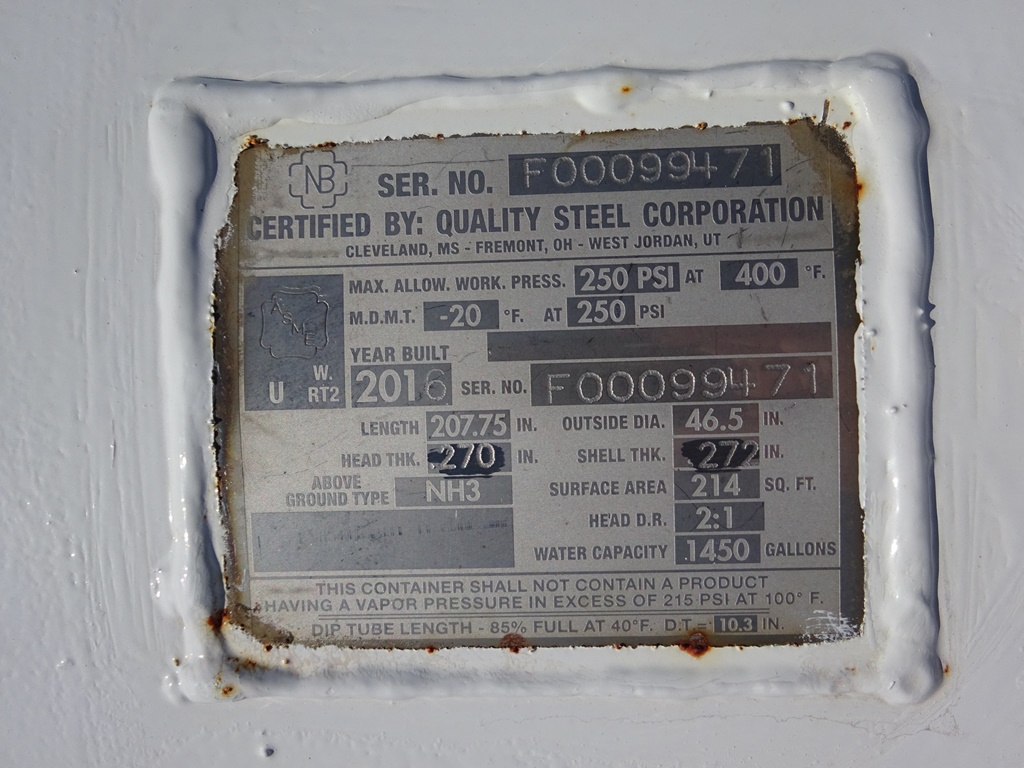 NB SER. NO. F00099471
CERTIFIED BY: QUALITY STEEL CORPORATION
CLEVELAND, MS - FREMONT, OH - WEST JORDAN, UT
MAX. ALLOW. WORK. PRESS. 250 PSI AT 400 °F.
ASME
M.D.M.T. -20 °F. AT 250 PSI
YEAR BUILT
U W. RT2 2016 SER. NO. F00099471
LENGTH 207.75 IN. OUTSIDE DIA. 46.5 IN.
HEAD THK. .270 IN. SHELL THK. .272 IN.
ABOVE GROUND TYPE NH3 SURFACE AREA 214 SQ. FT.
HEAD D.R. 2:1
WATER CAPACITY 1450 GALLONS
THIS CONTAINER SHALL NOT CONTAIN A PRODUCT
HAVING A VAPOR PRESSURE IN EXCESS OF 215 PSI AT 100° F.
DIP TUBE LENGTH - 85% FULL AT 40°F. D.T = 10.3 IN.